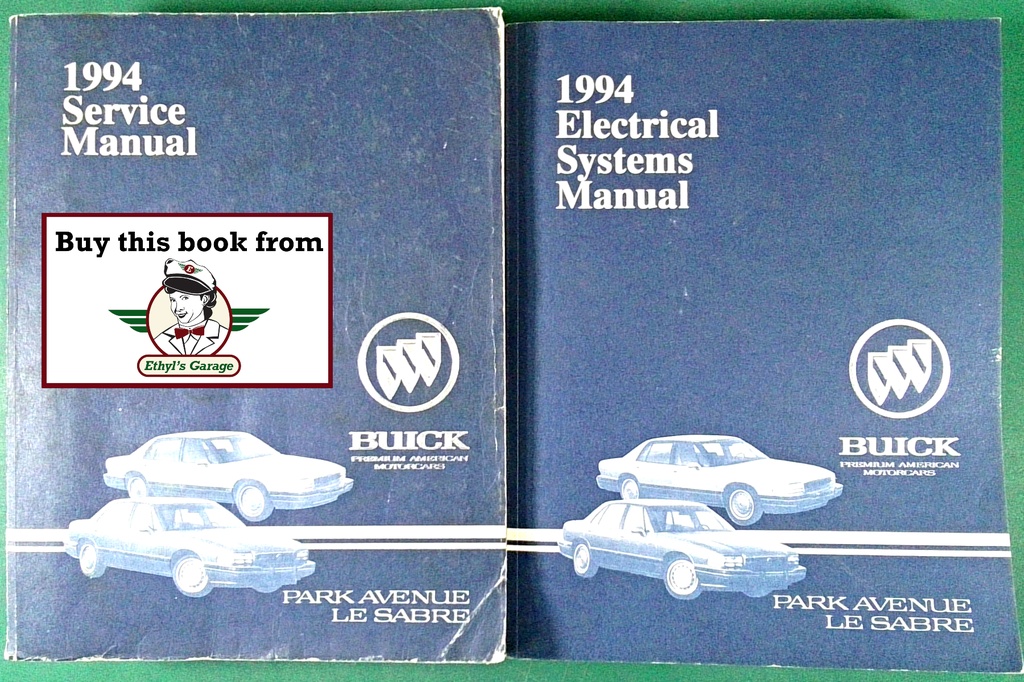 1994
Service
Manual
Buy this book from
E
Ethyl's Garage
BUICK
PREMIUM AMERICAN
MOTORCARS
PARK AVENUE
LE SABRE
1994
Electrical
Systems
Manual
BUICK
PREMIUM AMERICAN
MOTORCARS
PARK AVENUE
LE SABRE